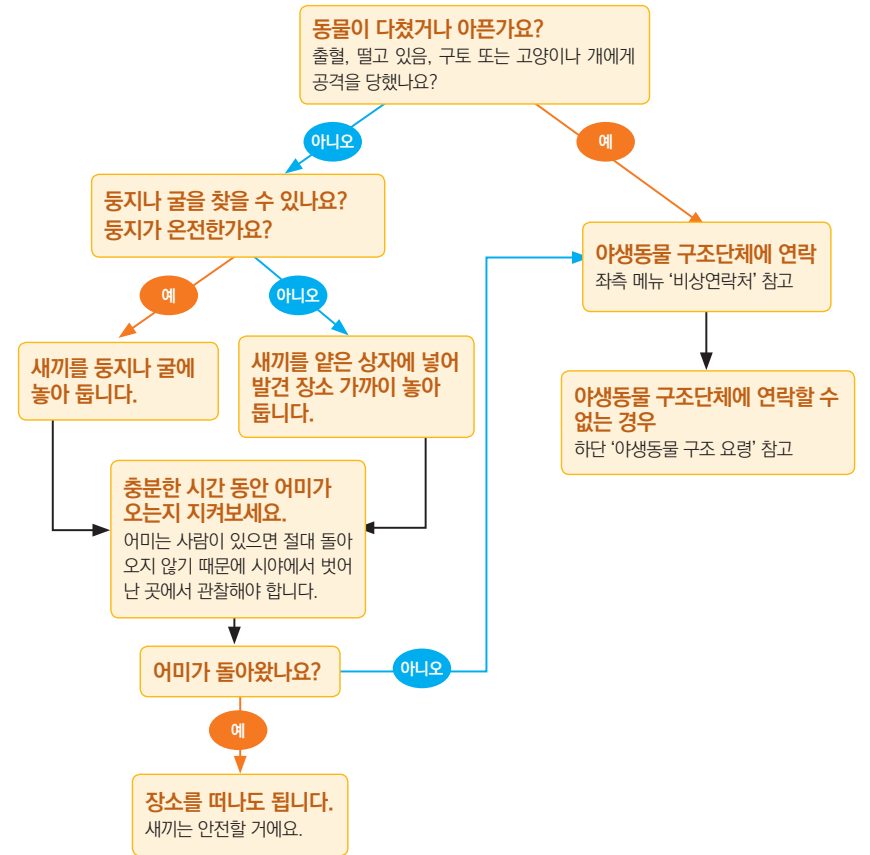 동물이 다쳤거나 아픈가요?
출혈, 떨고 있음, 구토 또는 고양이나 개에게
공격을 당했나요?
아니오
예
둥지나 굴을 찾을 수 있나요?
둥지가 온전한가요?
야생동물 구조단체에 연락
좌측 메뉴 ‘비상연락처’ 참고
예
아니오
새끼를 둥지나 굴에
놓아 둡니다.
새끼를 얕은 상자에 넣어
발견 장소 가까이 놓아
둡니다.
야생동물 구조단체에 연락할 수
없는 경우
하단 ‘야생동물 구조 요령’ 참고
충분한 시간 동안 어미가
오는지 지켜보세요.
어미는 사람이 있으면 절대 돌아
오지 않기 때문에 시야에서 벗어
난 곳에서 관찰해야 합니다.
어미가 돌아왔나요?
아니오
예
장소를 떠나도 됩니다.
새끼는 안전할 거에요.